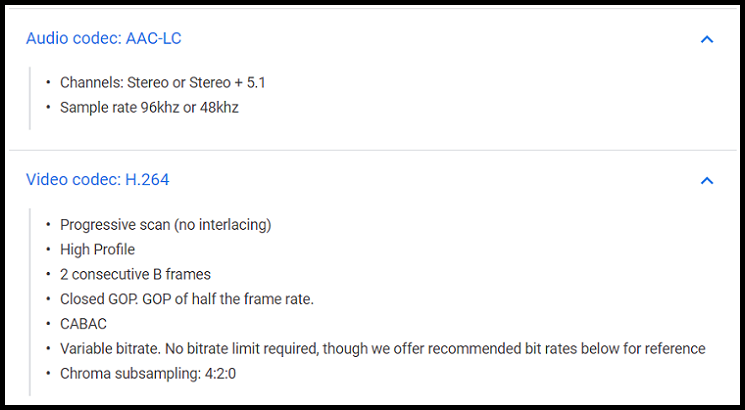 Audio codec: AAC-LC
• Channels: Stereo or Stereo + 5.1
• Sample rate 96khz or 48khz
Video codec: H.264
• Progressive scan (no interlacing)
• High Profile
• 2 consecutive B frames
• Closed GOP. GOP of half the frame rate.
• CABAC
• Variable bitrate. No bitrate limit required, though we offer recommended bit rates below for reference
• Chroma subsampling: 4:2:0